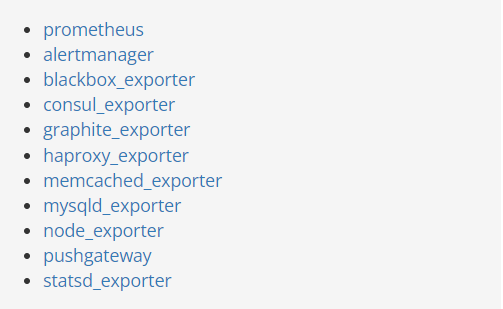 prometheus
alertmanager
blackbox_exporter
consul_exporter
graphite_exporter
haproxy_exporter
memcached_exporter
mysqld_exporter
node_exporter
pushgateway
statsd_exporter